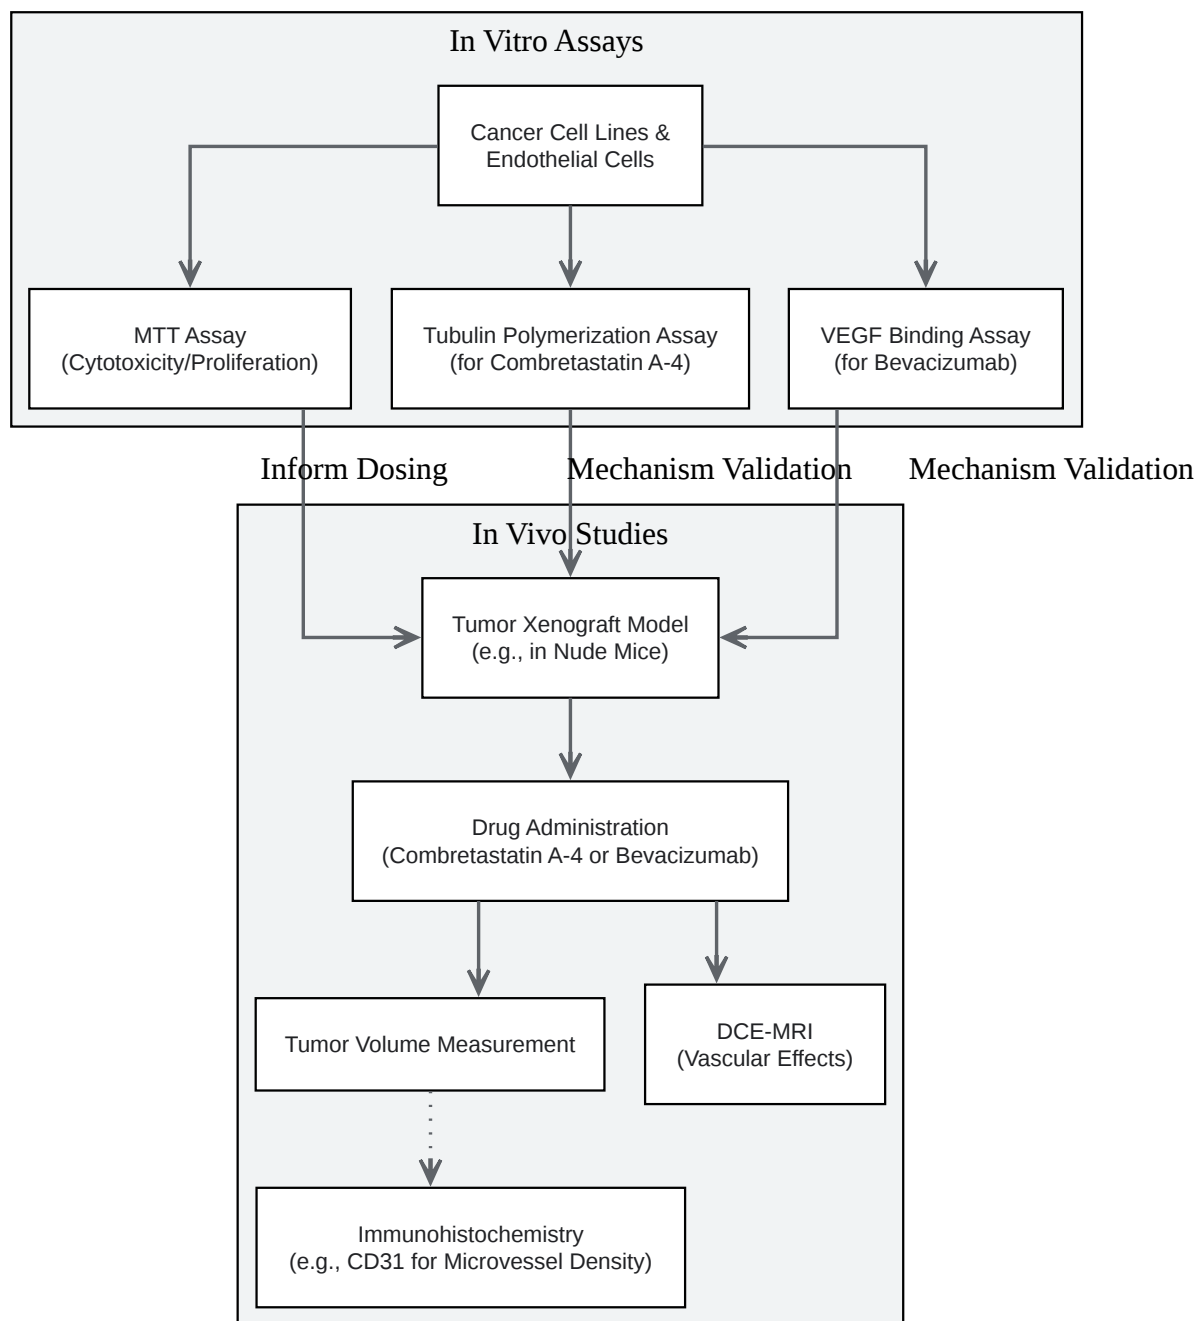 In Vitro Assays
Cancer Cell Lines &
Endothelial Cells
MTT Assay
(Cytotoxicity/Proliferation)
Tubulin Polymerization Assay
(for Combretastatin A-4)
VEGF Binding Assay
(for Bevacizumab)
Inform Dosing
Mechanism Validation
Mechanism Validation
In Vivo Studies
Tumor Xenograft Model
(e.g., in Nude Mice)
Drug Administration
(Combretastatin A-4 or Bevacizumab)
Tumor Volume Measurement
DCE-MRI
(Vascular Effects)
Immunohistochemistry
(e.g., CD31 for Microvessel Density)